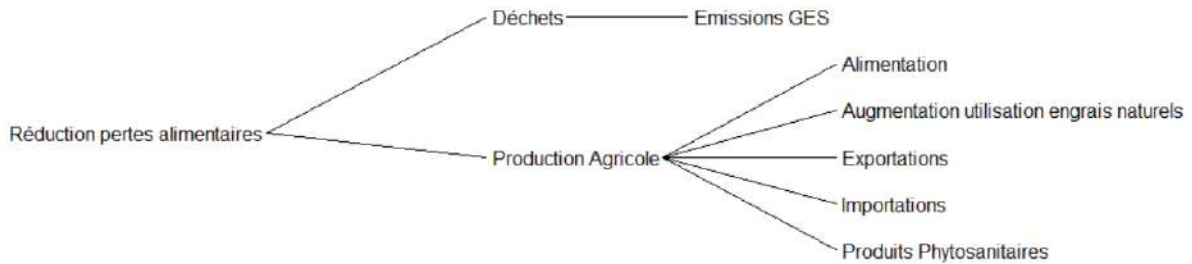 Déchets
Emissions GES
Alimentation
Augmentation utilisation engrais naturels
Réduction pertes alimentaires
Production Agricole
Exportations
Importations
Produits Phytosanitaires